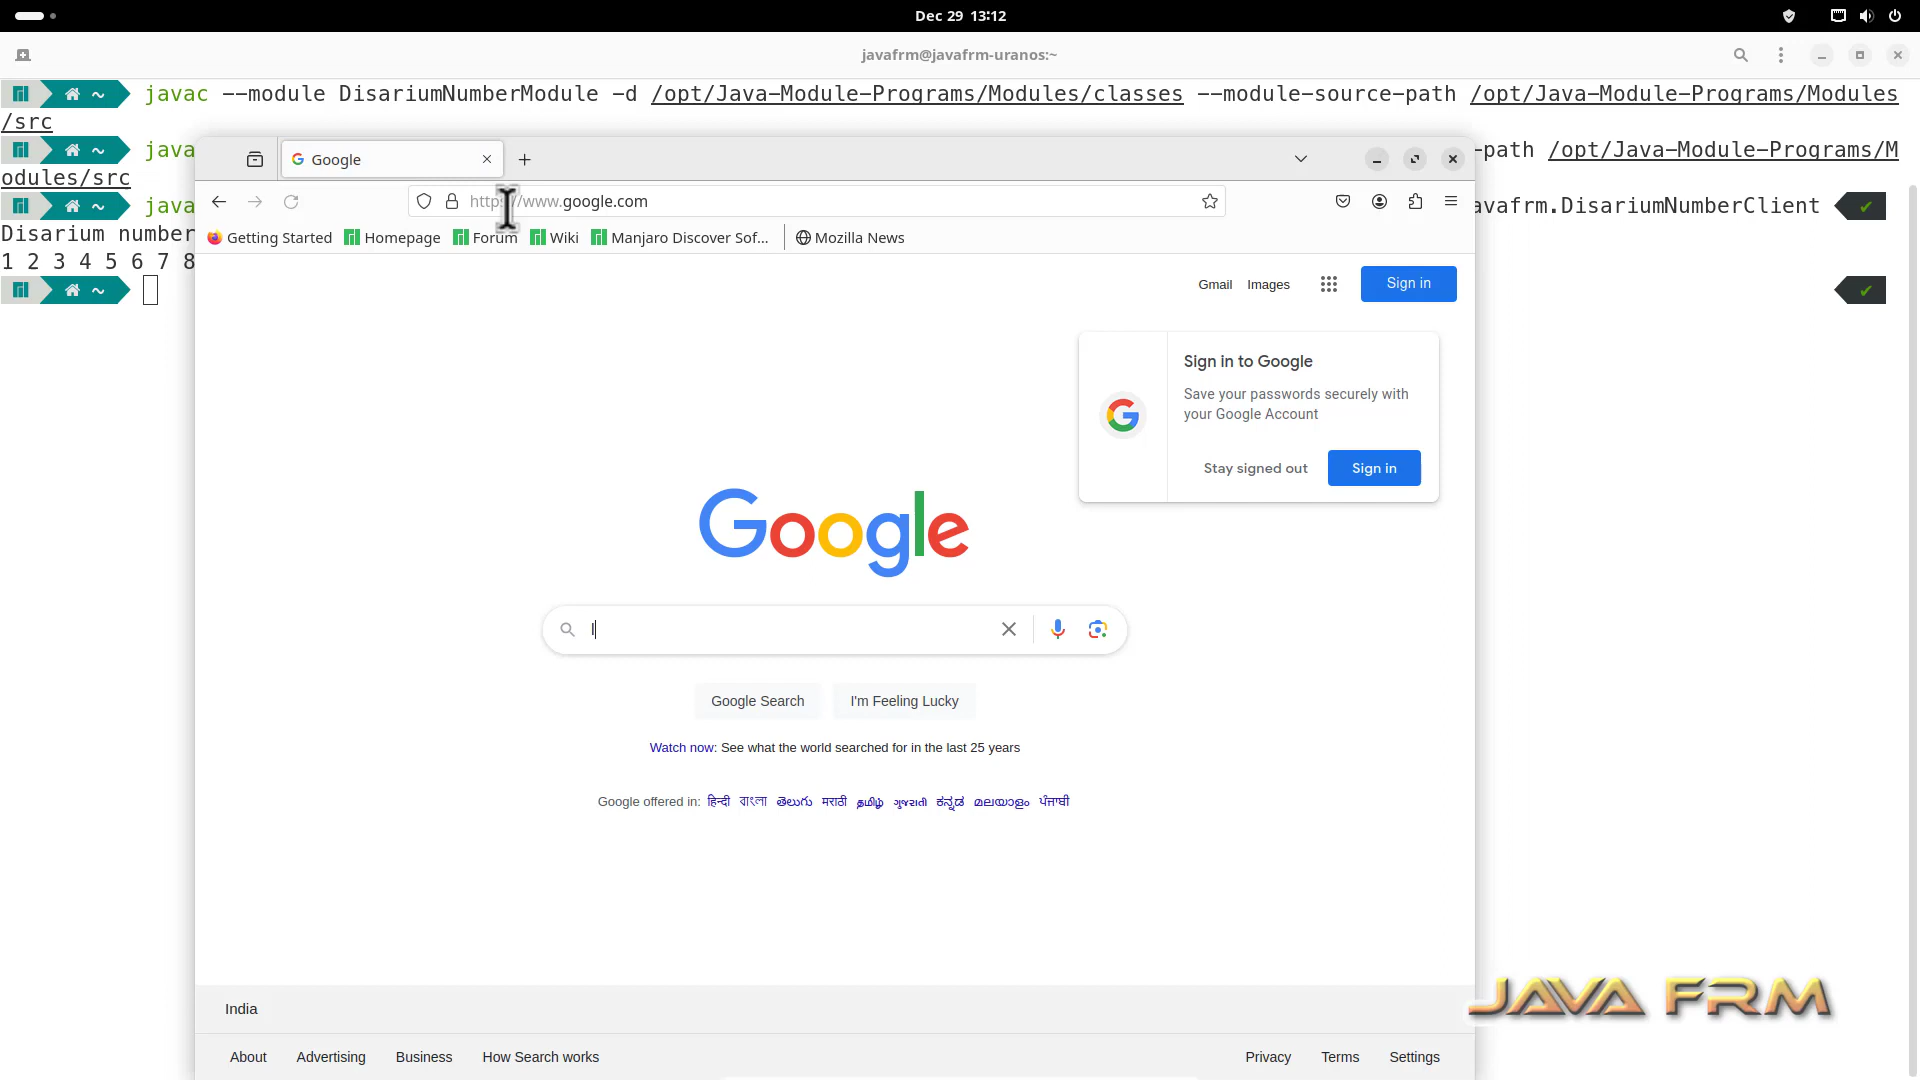 Dec 29 13:12
javafrm@javafrm-uranos:~
~ javac --module DisariumNumberModule -d /opt/Java-Module-Programs/Modules/classes --module-source-path /opt/Java-Module-Programs/Modules
/src
~ java
-path /opt/Java-Module-Programs/M
odules/src
~ java
avafrm.DisariumNumberClient ✔
Disarium number
1 2 3 4 5 6 7 8
~ ✔
Google
https://www.google.com
Getting Started Homepage Forum Wiki Manjaro Discover Sof... Mozilla News
Gmail Images Sign in
Sign in to Google
Save your passwords securely with
your Google Account
Stay signed out Sign in
Google
l
Google Search I'm Feeling Lucky
Watch now: See what the world searched for in the last 25 years
Google offered in: हिन्दी বাংলা తెలుగు मराठी தமிழ் ગુજરાતી ಕನ್ನಡ മലയാളം ਪੰਜਾਬੀ
India
JAVA FRM
About Advertising Business How Search works Privacy Terms Settings